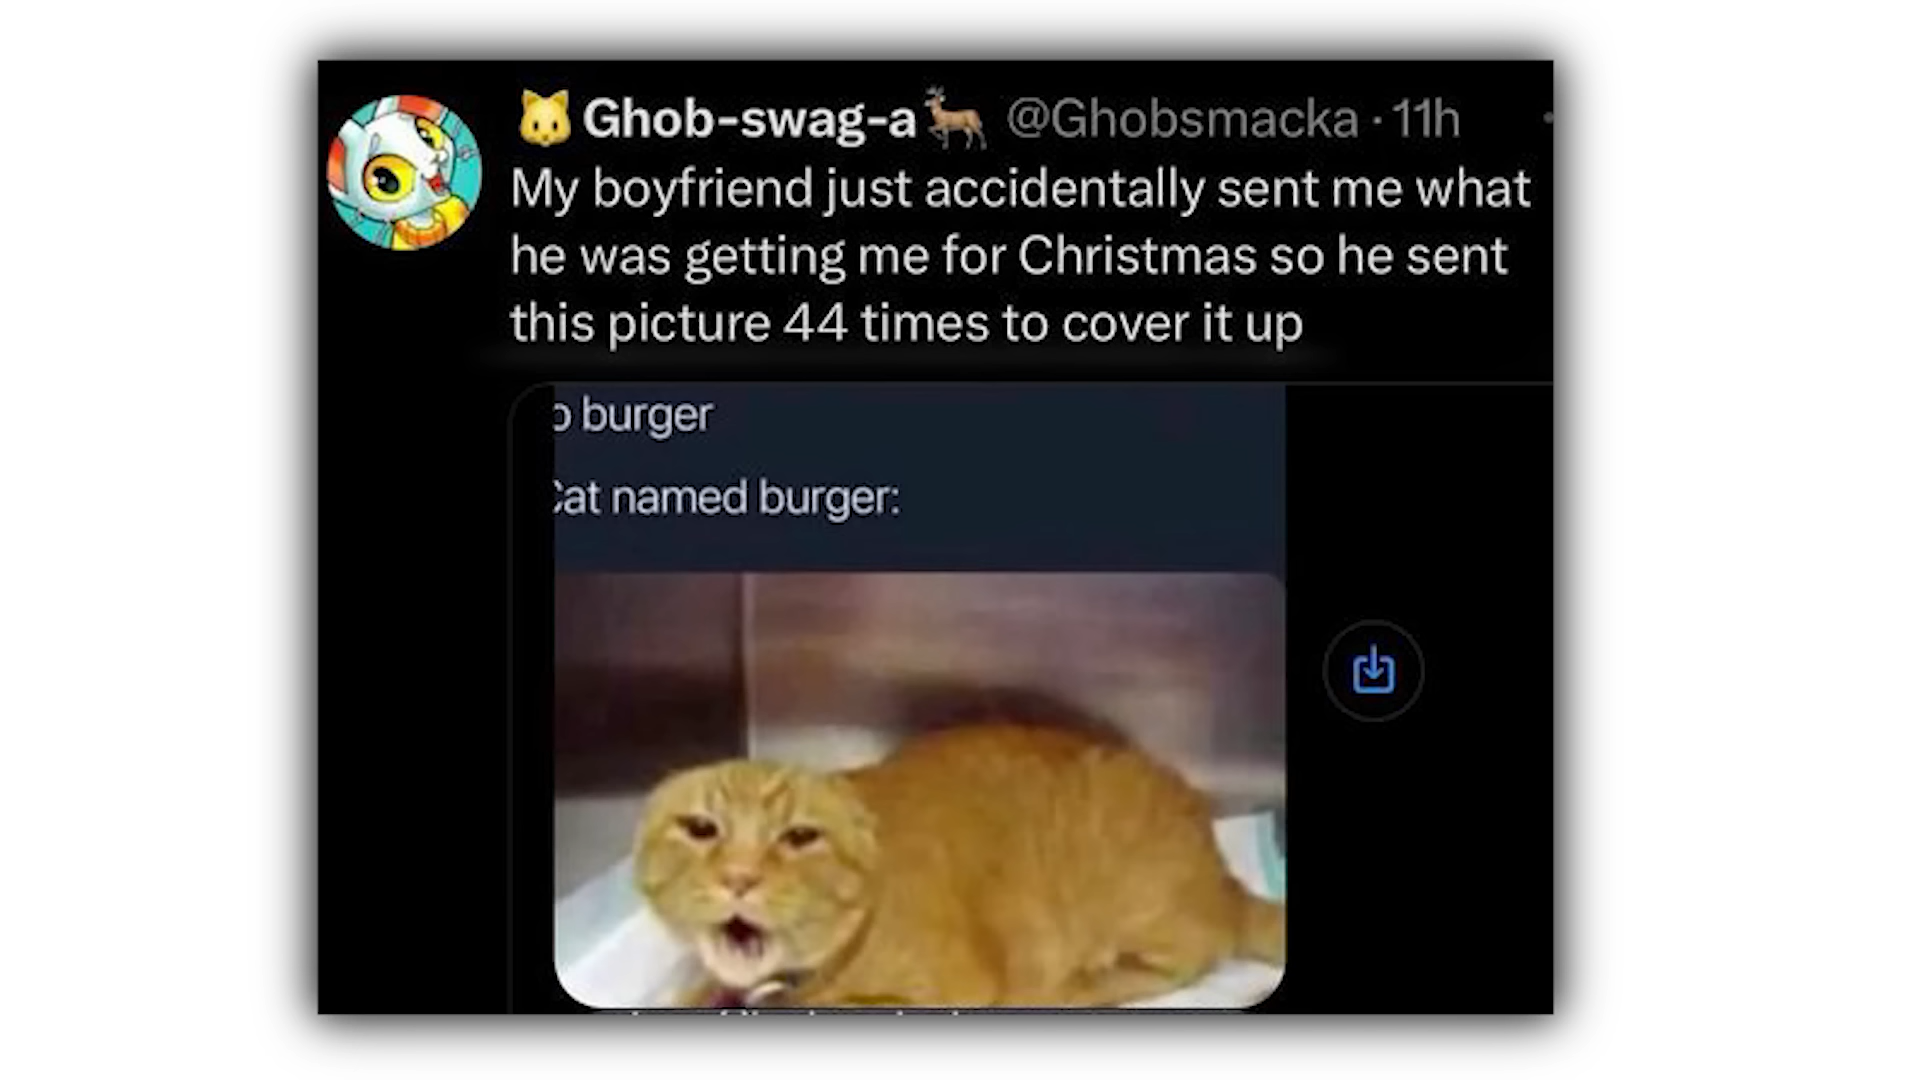 🐱 Ghob-swag-a🦌 @Ghobsmacka · 11h
My boyfriend just accidentally sent me what
he was getting me for Christmas so he sent
this picture 44 times to cover it up
burger
Cat named burger: